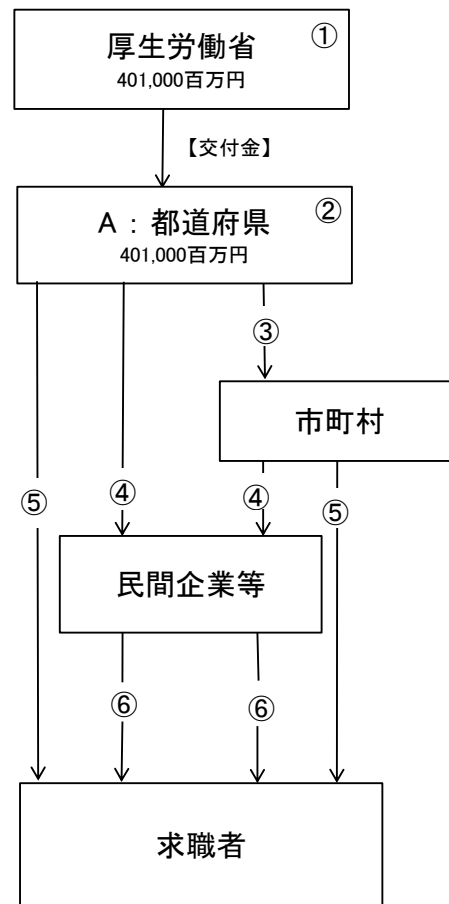 厚生労働省
①
401,000百万円
【交付金】
A：都道府県
②
401,000百万円
③
市町村
⑤
④
④
⑤
民間企業等
⑥
⑥
求職者